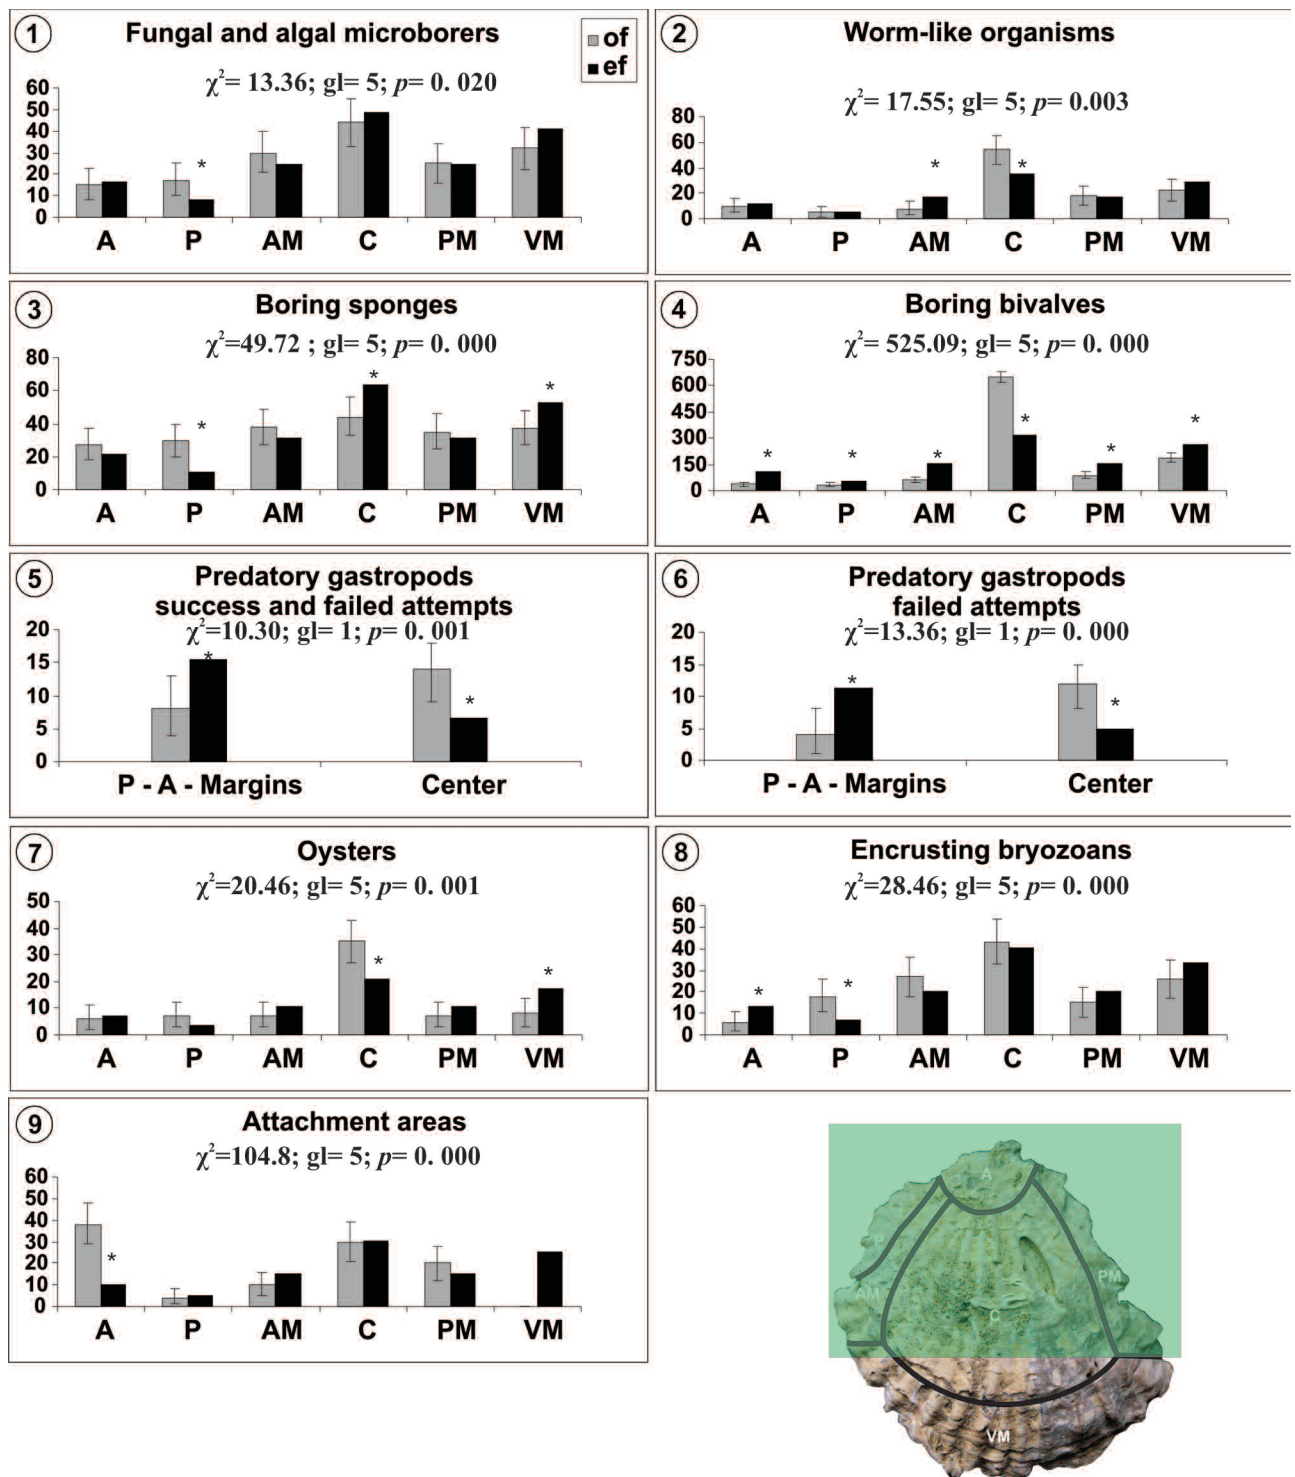 1
Fungal and algal microborers
of
ef
χ²= 13.36; gl= 5; p= 0. 020
60
50
40
30
20
10
0
A P AM C PM VM
*
2
Worm-like organisms
χ²= 17.55; gl= 5; p= 0.003
80
60
40
20
0
A P AM C PM VM
* *
3
Boring sponges
χ²=49.72 ; gl= 5; p= 0. 000
80
60
40
20
0
A P AM C PM VM
* * *
4
Boring bivalves
χ²= 525.09; gl= 5; p= 0. 000
750
600
450
300
150
0
A P AM C PM VM
* * * * * *
5
Predatory gastropods
success and failed attempts
χ²=10.30; gl= 1; p= 0. 001
20
15
10
5
0
P - A - Margins Center
* *
6
Predatory gastropods
failed attempts
χ²=13.36; gl= 1; p= 0. 000
20
15
10
5
0
P - A - Margins Center
* *
7
Oysters
χ²=20.46; gl= 5; p= 0. 001
50
40
30
20
10
0
A P AM C PM VM
* *
8
Encrusting bryozoans
χ²=28.46; gl= 5; p= 0. 000
60
50
40
30
20
10
0
A P AM C PM VM
* *
9
Attachment areas
χ²=104.8; gl= 5; p= 0. 000
60
50
40
30
20
10
0
A P AM C PM VM
*
A
P
PM
AM
C
VM